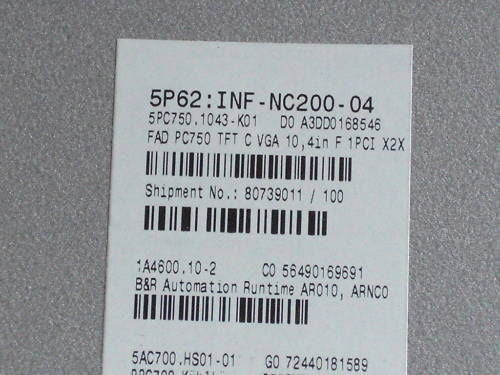 5P62:INF-NC200-04
5PC750.1043-K01 D0 A3DD0168546
FAD PC750 TFT C VGA 10,4in F 1PCI X2X
Shipment No.: 80739011 / 100
1A4600.10-2 C0 56490169691
B&R Automation Runtime AR010, ARNC0
5AC700.HS01-01 G0 72440181589